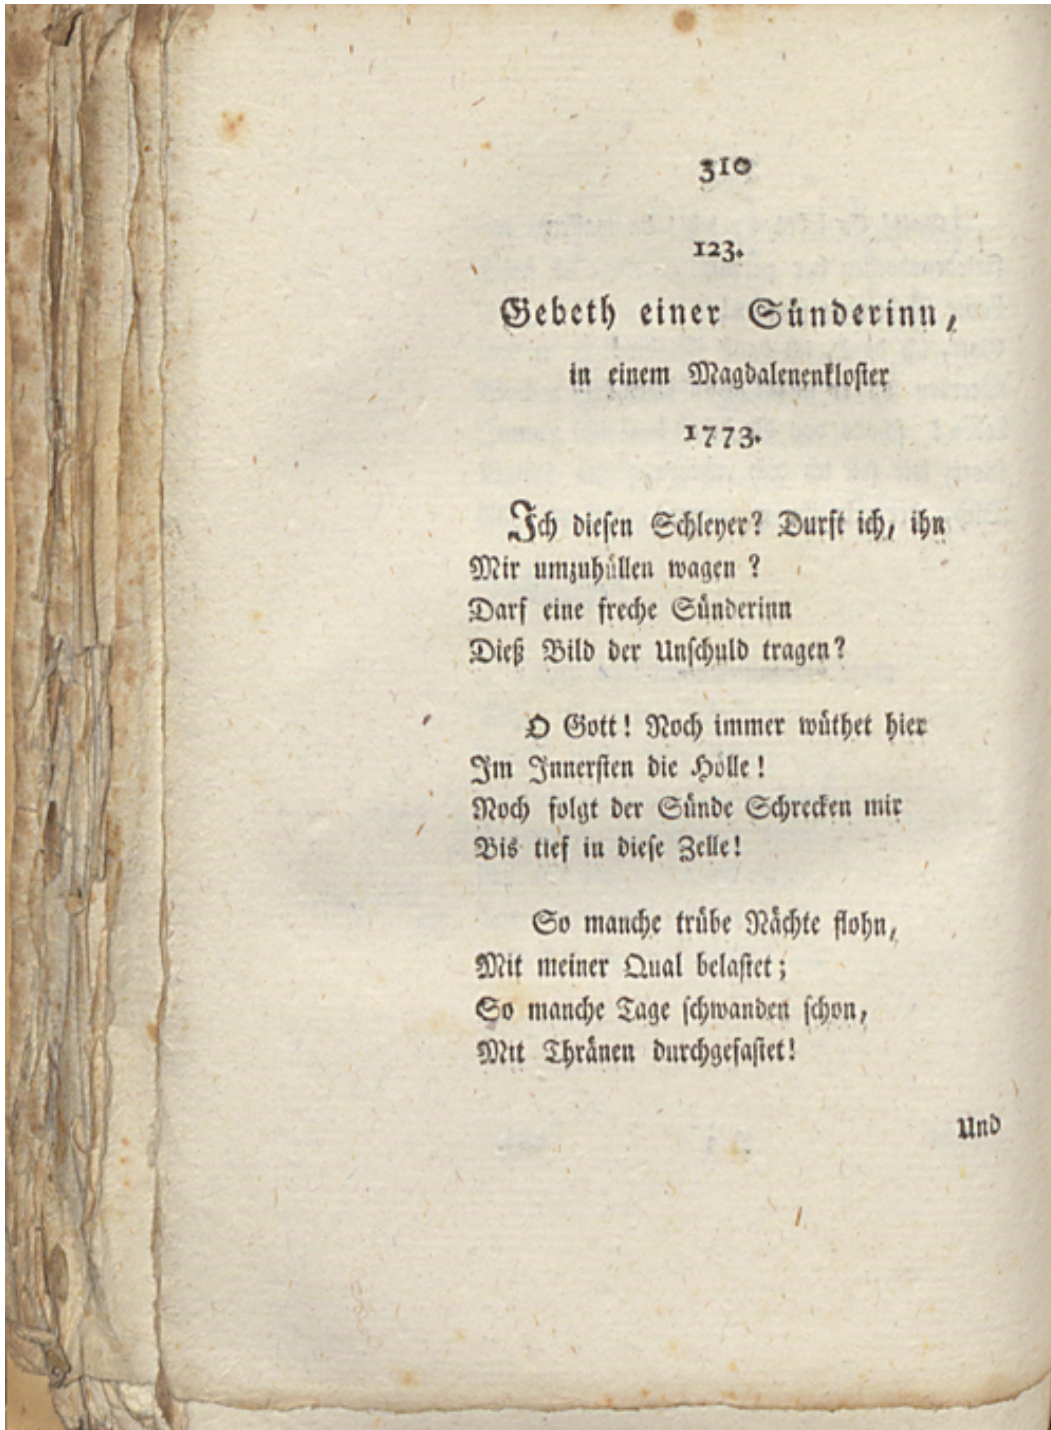 310
123.
Gebeth einer Sünderinn,
in einem Magdalenenkloster
1773.
Ich diesen Schleyer? Durft ich, ihn
Mir umzuhüllen wagen ?
Darf eine freche Sünderinn
Dieß Bild der Unschuld tragen?
O Gott! Noch immer wüthet hier
Im Innersten die Hölle!
Noch folgt der Sünde Schrecken mir
Bis tief in diese Zelle!
So manche trübe Nächte flohn,
Mit meiner Qual belastet;
So manche Tage schwanden schon,
Mit Thränen durchgefastet!
Und